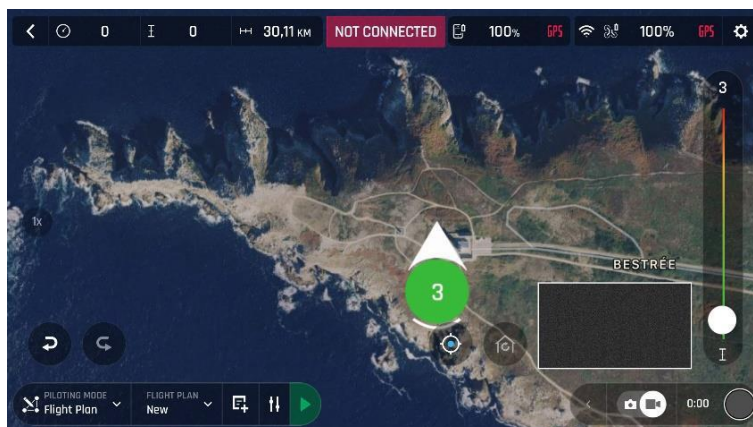 0
0
30,11 KM
NOT CONNECTED
100%
GPS
100%
GPS
3
1x
BESTRÉE
3
PILOTING MODE
Flight Plan
FLIGHT PLAN
New
0:00